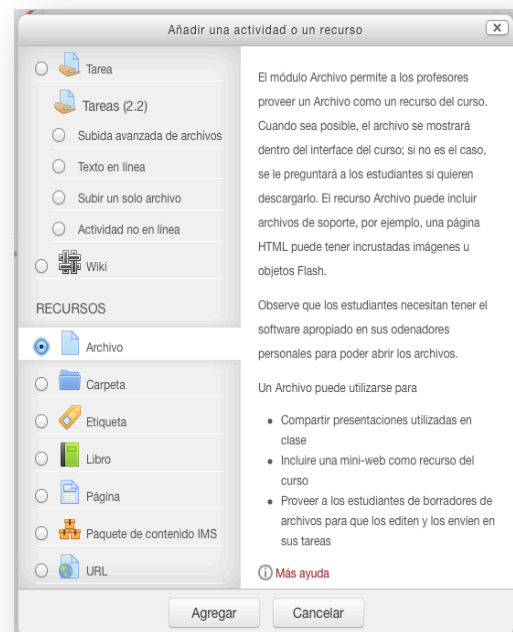 Añadir una actividad o un recurso
Tarea
Tareas (2.2)
Subida avanzada de archivos
Texto en línea
Subir un solo archivo
Actividad no en línea
Wiki
RECURSOS
Archivo
Carpeta
Etiqueta
Libro
Página
Paquete de contenido IMS
URL
El módulo Archivo permite a los profesores
proveer un Archivo como un recurso del curso.
Cuando sea posible, el archivo se mostrará
dentro del interface del curso; si no es el caso,
se le preguntará a los estudiantes si quieren
descargarlo. El recurso Archivo puede incluir
archivos de soporte, por ejemplo, una página
HTML puede tener incrustadas imágenes u
objetos Flash.
Observe que los estudiantes necesitan tener el
software apropiado en sus odenadores
personales para poder abrir los archivos.
Un Archivo puede utilizarse para
Compartir presentaciones utilizadas en
clase
Incluire una mini-web como recurso del
curso
Proveer a los estudiantes de borradores de
archivos para que los editen y los envíen en
sus tareas
Más ayuda
Agregar
Cancelar